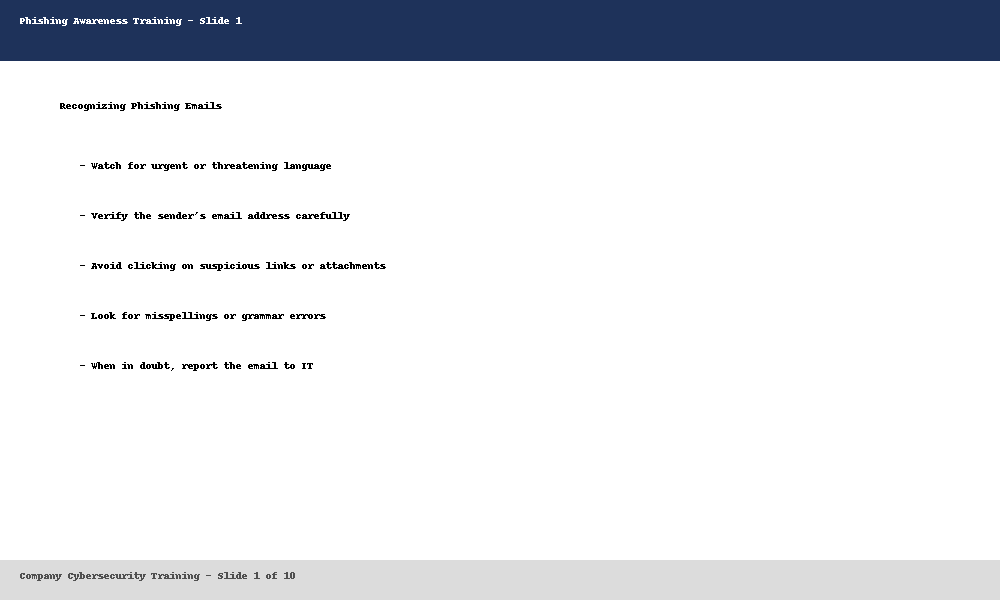 Phishing Awareness Training - Slide 1
Recognizing Phishing Emails
- Watch for urgent or threatening language
- Verify the sender's email address carefully
- Avoid clicking on suspicious links or attachments
- Look for misspellings or grammar errors
- When in doubt, report the email to IT
Company Cybersecurity Training - Slide 1 of 10